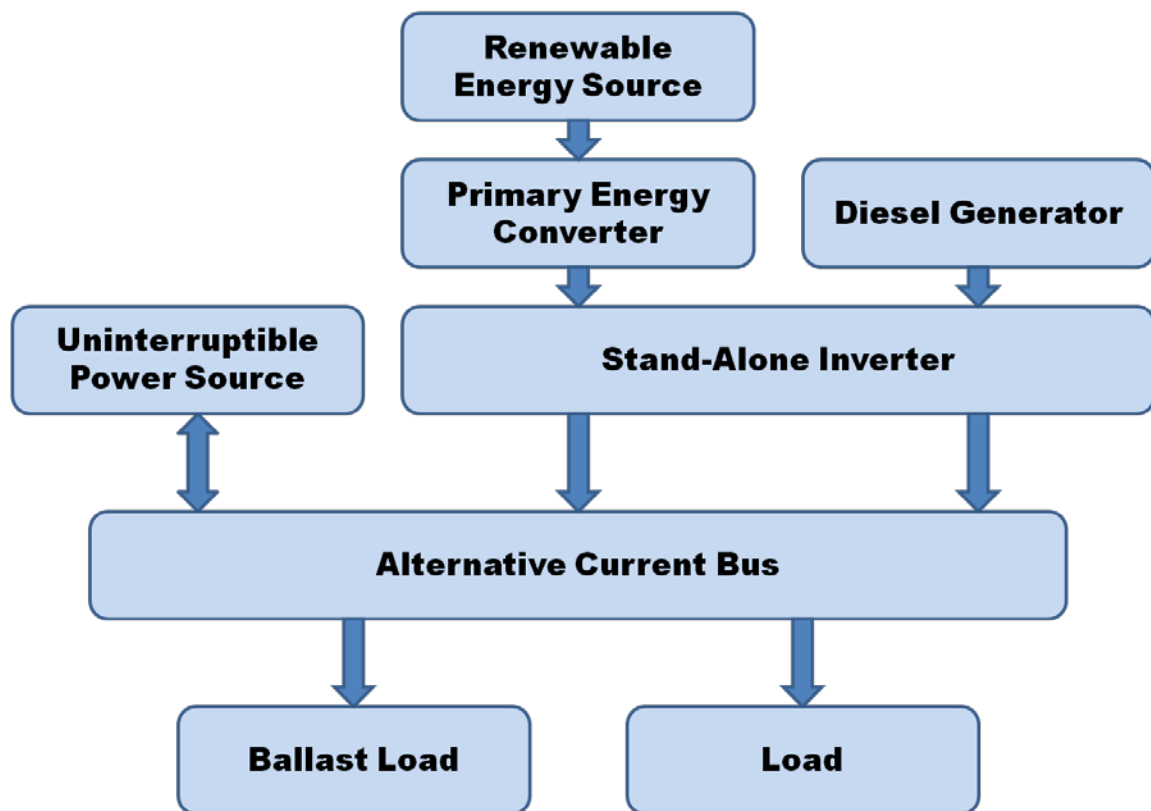 Renewable
Energy Source
Primary Energy
Converter
Diesel Generator
Uninterruptible
Power Source
Stand-Alone Inverter
Alternative Current Bus
Ballast Load
Load